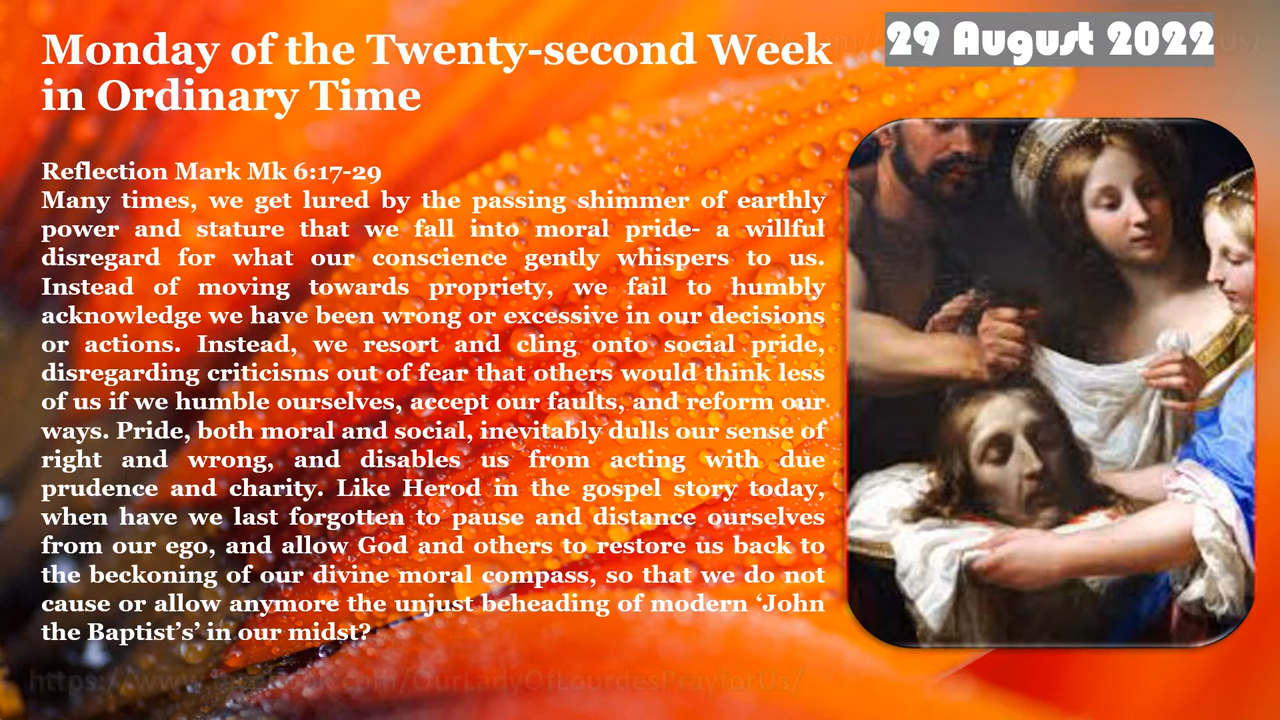 Monday of the Twenty-second Week
in Ordinary Time
29 August 2022
Reflection Mark Mk 6:17-29
Many times, we get lured by the passing shimmer of earthly
power and stature that we fall into moral pride- a willful
disregard for what our conscience gently whispers to us.
Instead of moving towards propriety, we fail to humbly
acknowledge we have been wrong or excessive in our decisions
or actions. Instead, we resort and cling onto social pride,
disregarding criticisms out of fear that others would think less
of us if we humble ourselves, accept our faults, and reform our
ways. Pride, both moral and social, inevitably dulls our sense of
right and wrong, and disables us from acting with due
prudence and charity. Like Herod in the gospel story today,
when have we last forgotten to pause and distance ourselves
from our ego, and allow God and others to restore us back to
the beckoning of our divine moral compass, so that we do not
cause or allow anymore the unjust beheading of modern ‘John
the Baptist’s’ in our midst?
/OurLadyOfLourdesPrayforUs/